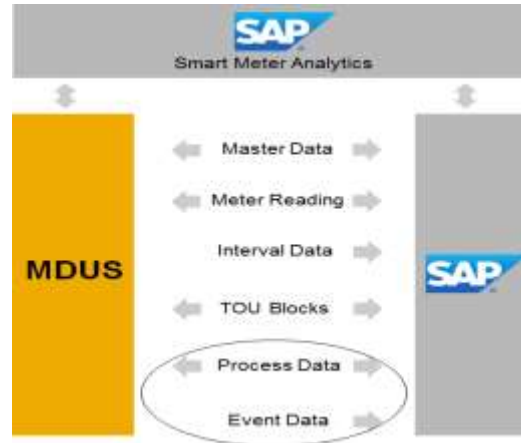 SAP
Smart Meter Analytics
Master Data
Meter Reading
Interval Data
MDUS
SAP
TOU Blocks
Process Data
Event Data